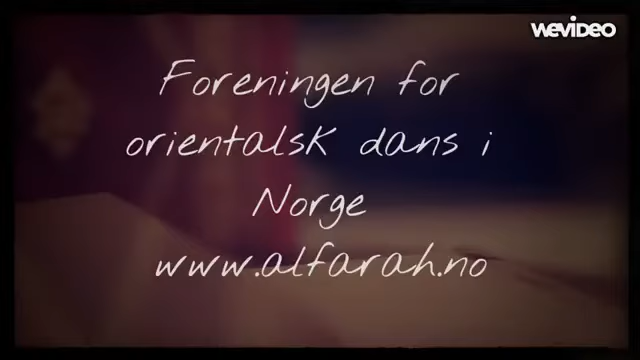 WEVIDEO
Foreningen for
orientalsk dans i
Norge
www.alfarah.no